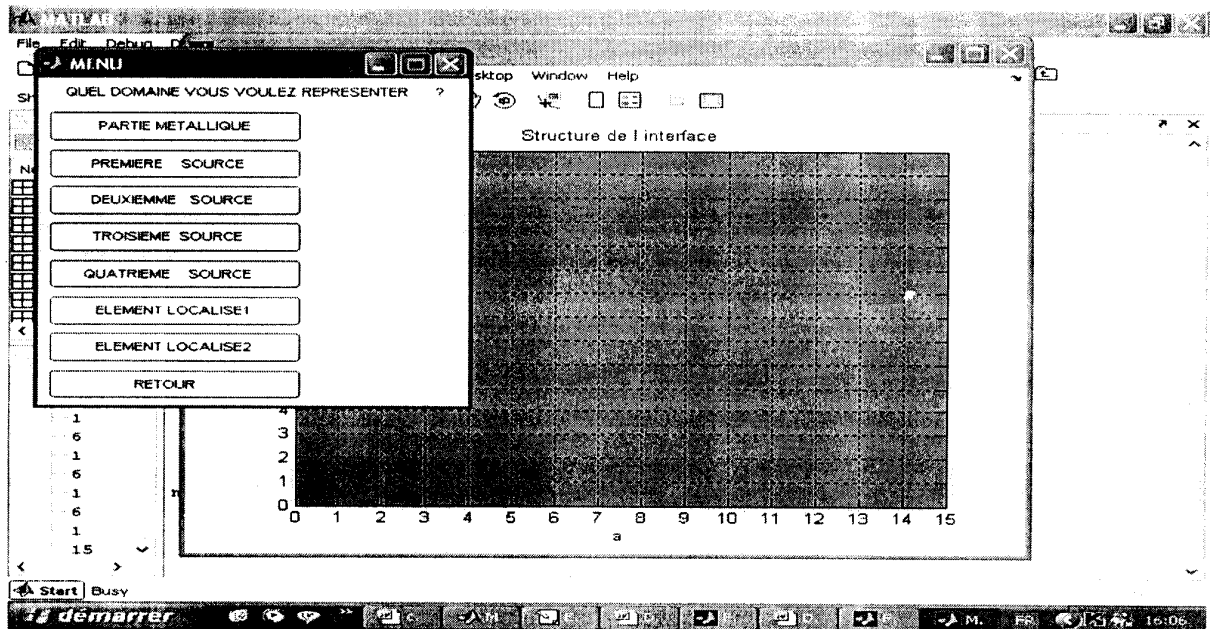 MATLAB
File Edit Debug
MENU
sktop Window Help
QUEL DOMAINE VOUS VOULEZ REPRESENTER ?
PARTIE METALLIQUE
PREMIERE SOURCE
DEUXIEMME SOURCE
TROISIEME SOURCE
QUATRIEME SOURCE
ELEMENT LOCALISE1
ELEMENT LOCALISE2
RETOUR
Structure de l interface
4
3
2
1
0
0 1 2 3 4 5 6 7 8 9 10 11 12 13 14 15
a
1
6
1
6
1
6
1
15
Start Busy
démarrer
M.
FR
16:06